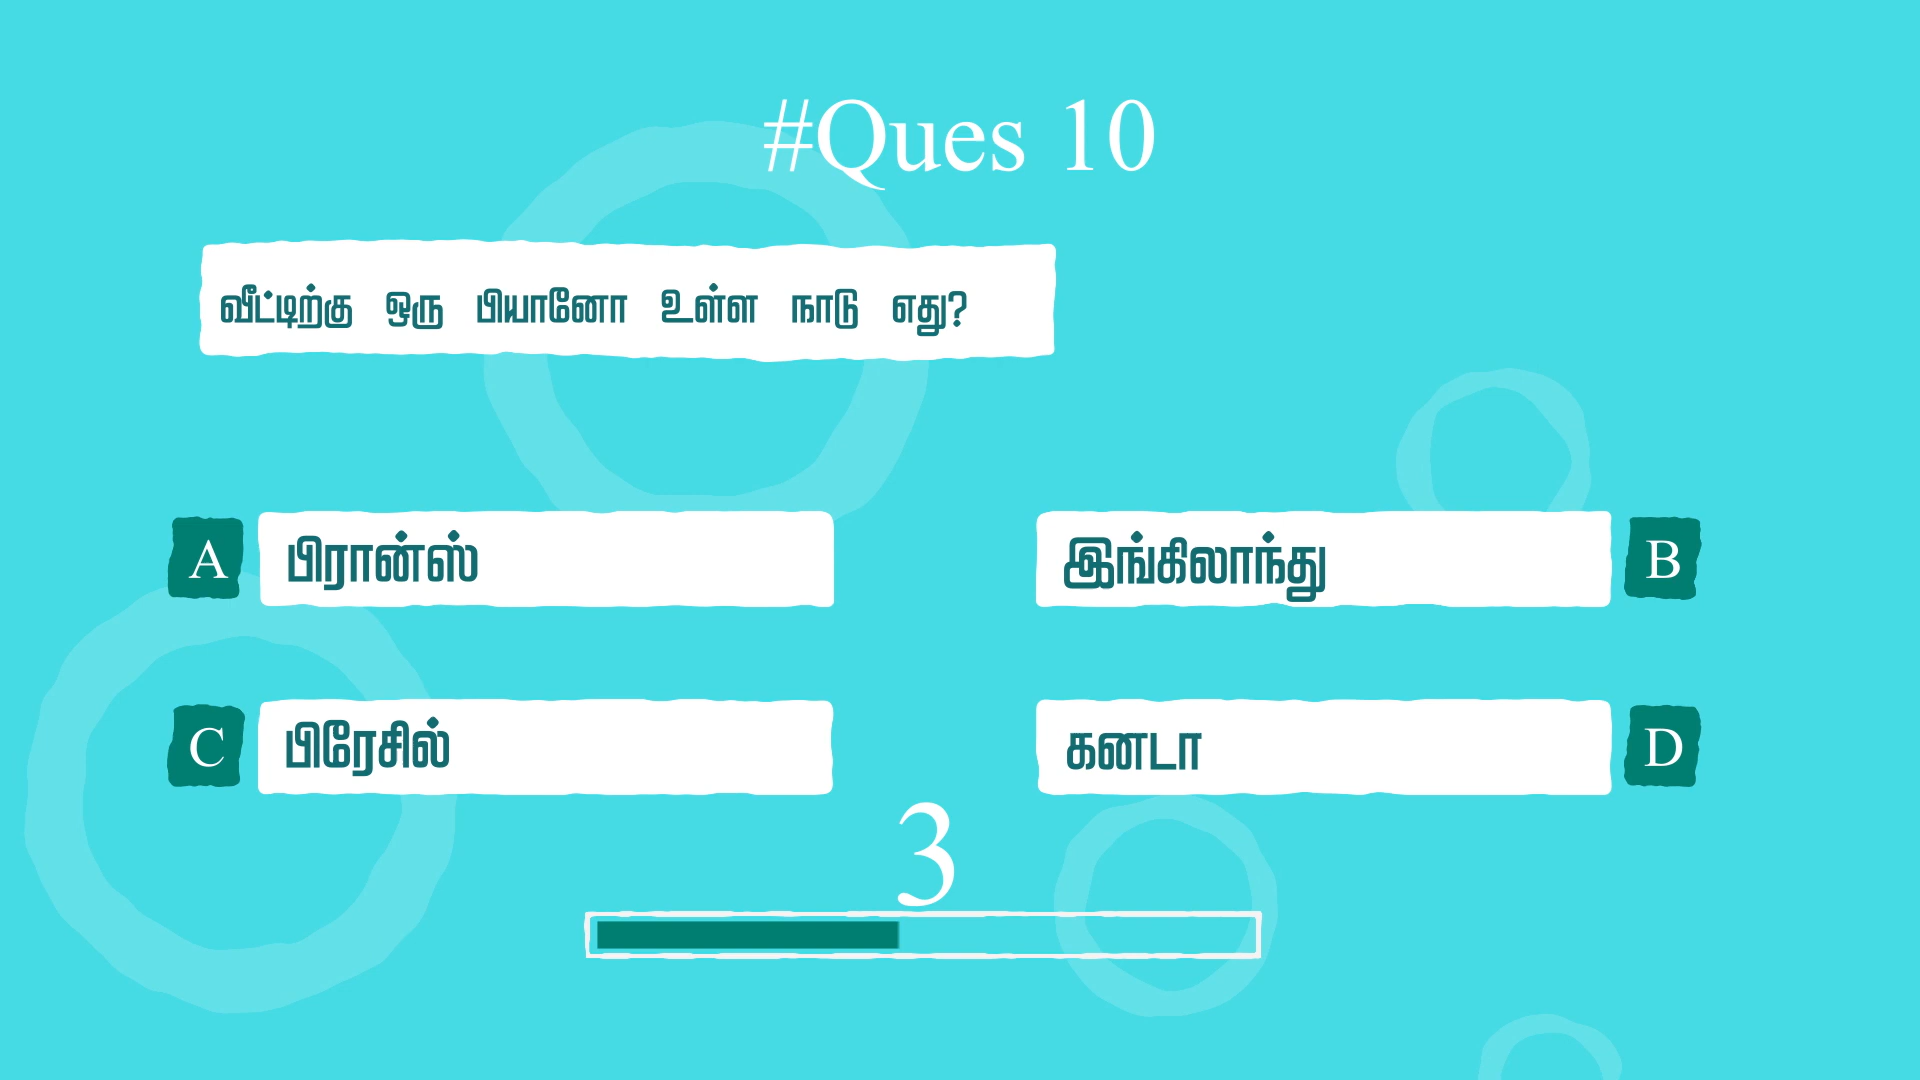 #Ques 10
வீட்டிற்கு ஒரு பியானோ உள்ள நாடு எது?
A பிரான்ஸ்
இங்கிலாந்து B
C பிரேசில்
கனடா D
3